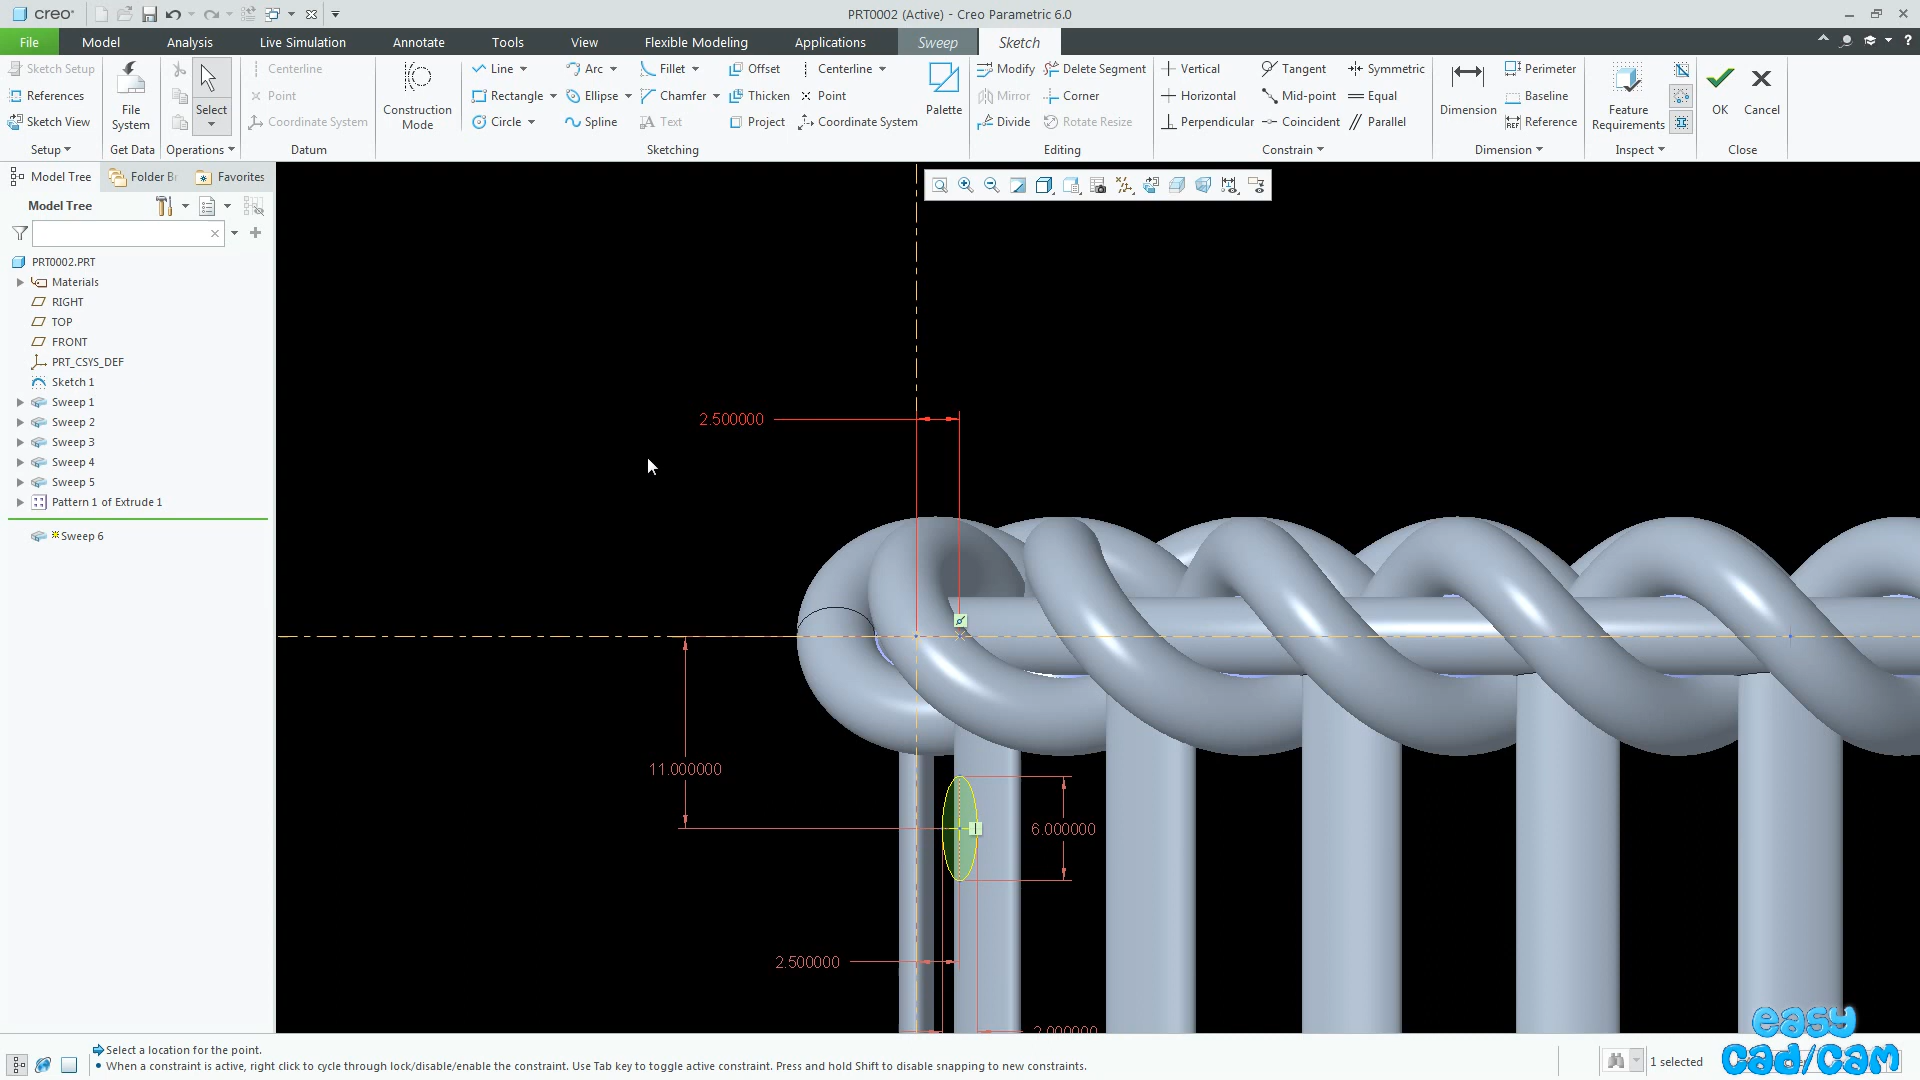 creo
PRT0002 (Active) - Creo Parametric 6.0
File Model Analysis Live Simulation Annotate Tools View Flexible Modeling Applications Sweep Sketch
Sketch Setup
References
Sketch View
Setup
File System
Get Data
Select
Operations
Centerline
Point
Coordinate System
Datum
Construction Mode
Line Arc Fillet Offset Centerline
Rectangle Ellipse Chamfer Thicken Point
Circle Spline Text Project Coordinate System
Palette
Sketching
Modify Delete Segment
Mirror Corner
Divide Rotate Resize
Editing
Vertical Tangent Symmetric
Horizontal Mid-point Equal
Perpendicular Coincident Parallel
Constrain
Dimension
Perimeter
Baseline
Reference
Dimension
Feature Requirements
Inspect
OK
Cancel
Close
Model Tree Folder Br Favorites
Model Tree
PRT0002.PRT
Materials
RIGHT
TOP
FRONT
PRT_CSYS_DEF
Sketch 1
Sweep 1
Sweep 2
Sweep 3
Sweep 4
Sweep 5
Pattern 1 of Extrude 1
Sweep 6
2.500000
11.000000
6.000000
2.500000
2.000000
Select a location for the point.
When a constraint is active, right click to cycle through lock/disable/enable the constraint. Use Tab key to toggle active constraint. Press and hold Shift to disable snapping to new constraints.
1 selected
easy
cad/cam